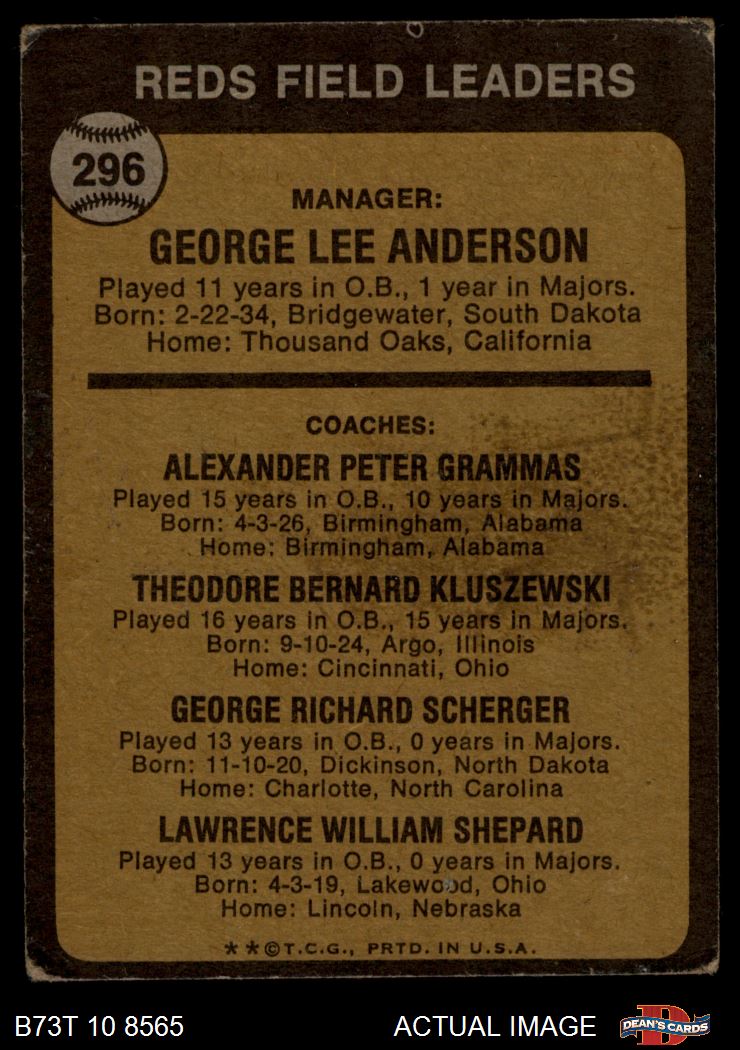 REDS FIELD LEADERS
296
MANAGER:
GEORGE LEE ANDERSON
Played 11 years in O.B., 1 year in Majors.
Born: 2-22-34, Bridgewater, South Dakota
Home: Thousand Oaks, California
COACHES:
ALEXANDER PETER GRAMMAS
Played 15 years in O.B., 10 years in Majors.
Born: 4-3-26, Birmingham, Alabama
Home: Birmingham, Alabama
THEODORE BERNARD KLUSZEWSKI
Played 16 years in O.B., 15 years in Majors.
Born: 9-10-24, Argo, Illinois
Home: Cincinnati, Ohio
GEORGE RICHARD SCHERGER
Played 13 years in O.B., 0 years in Majors.
Born: 11-10-20, Dickinson, North Dakota
Home: Charlotte, North Carolina
LAWRENCE WILLIAM SHEPARD
Played 13 years in O.B., 0 years in Majors.
Born: 4-3-19, Lakewood, Ohio
Home: Lincoln, Nebraska
* * © T.C.G., PRTD. IN U.S.A.
B73T 10 8565
ACTUAL IMAGE
D
DEAN'S CARDS